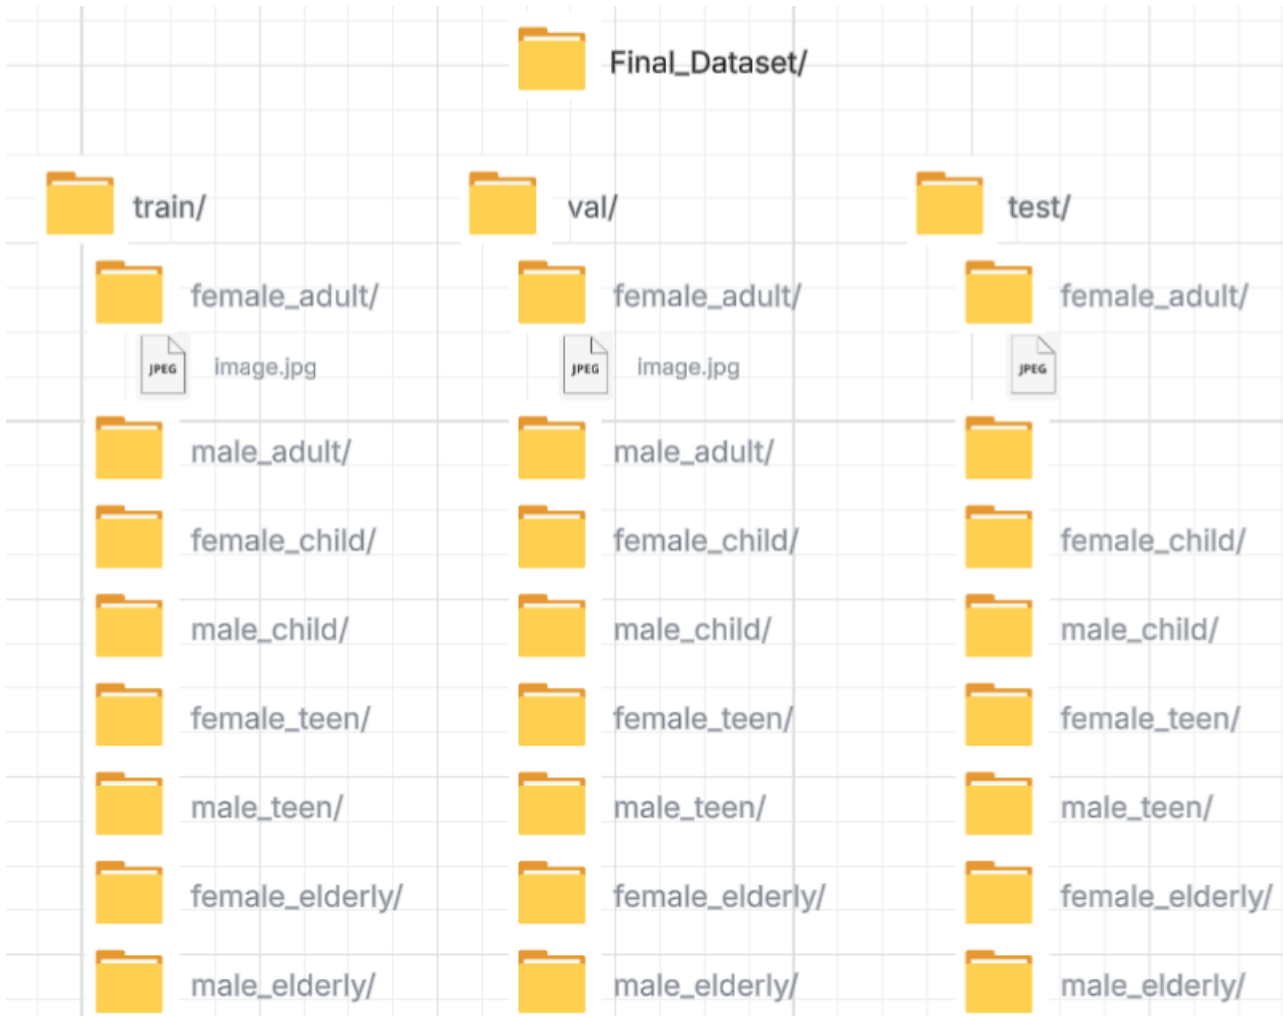 Final_Dataset/
train/
female_adult/
JPEG image.jpg
male_adult/
female_child/
male_child/
female_teen/
male_teen/
female_elderly/
male_elderly/
val/
female_adult/
JPEG image.jpg
male_adult/
female_child/
male_child/
female_teen/
male_teen/
female_elderly/
male_elderly/
test/
female_adult/
JPEG
female_child/
male_child/
female_teen/
male_teen/
female_elderly/
male_elderly/